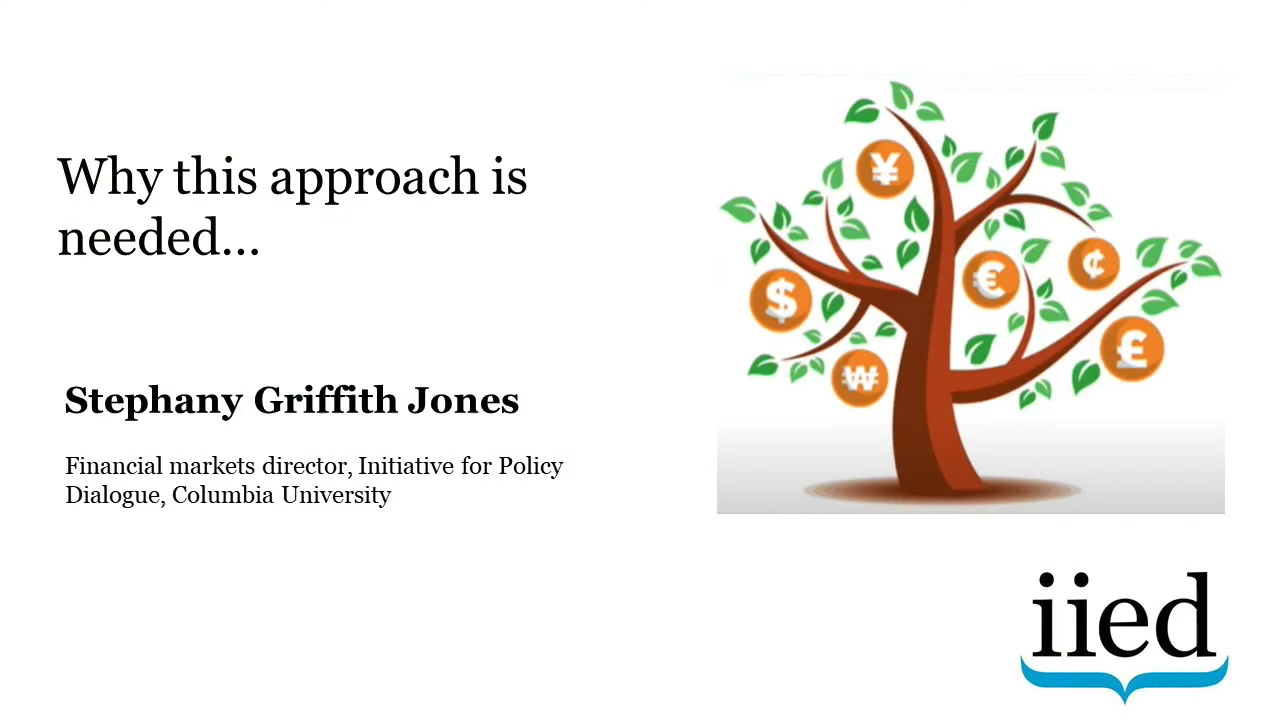 Why this approach is
needed...
Stephany Griffith Jones
Financial markets director, Initiative for Policy
Dialogue, Columbia University
¥
$
€
¢
£
₩
iied